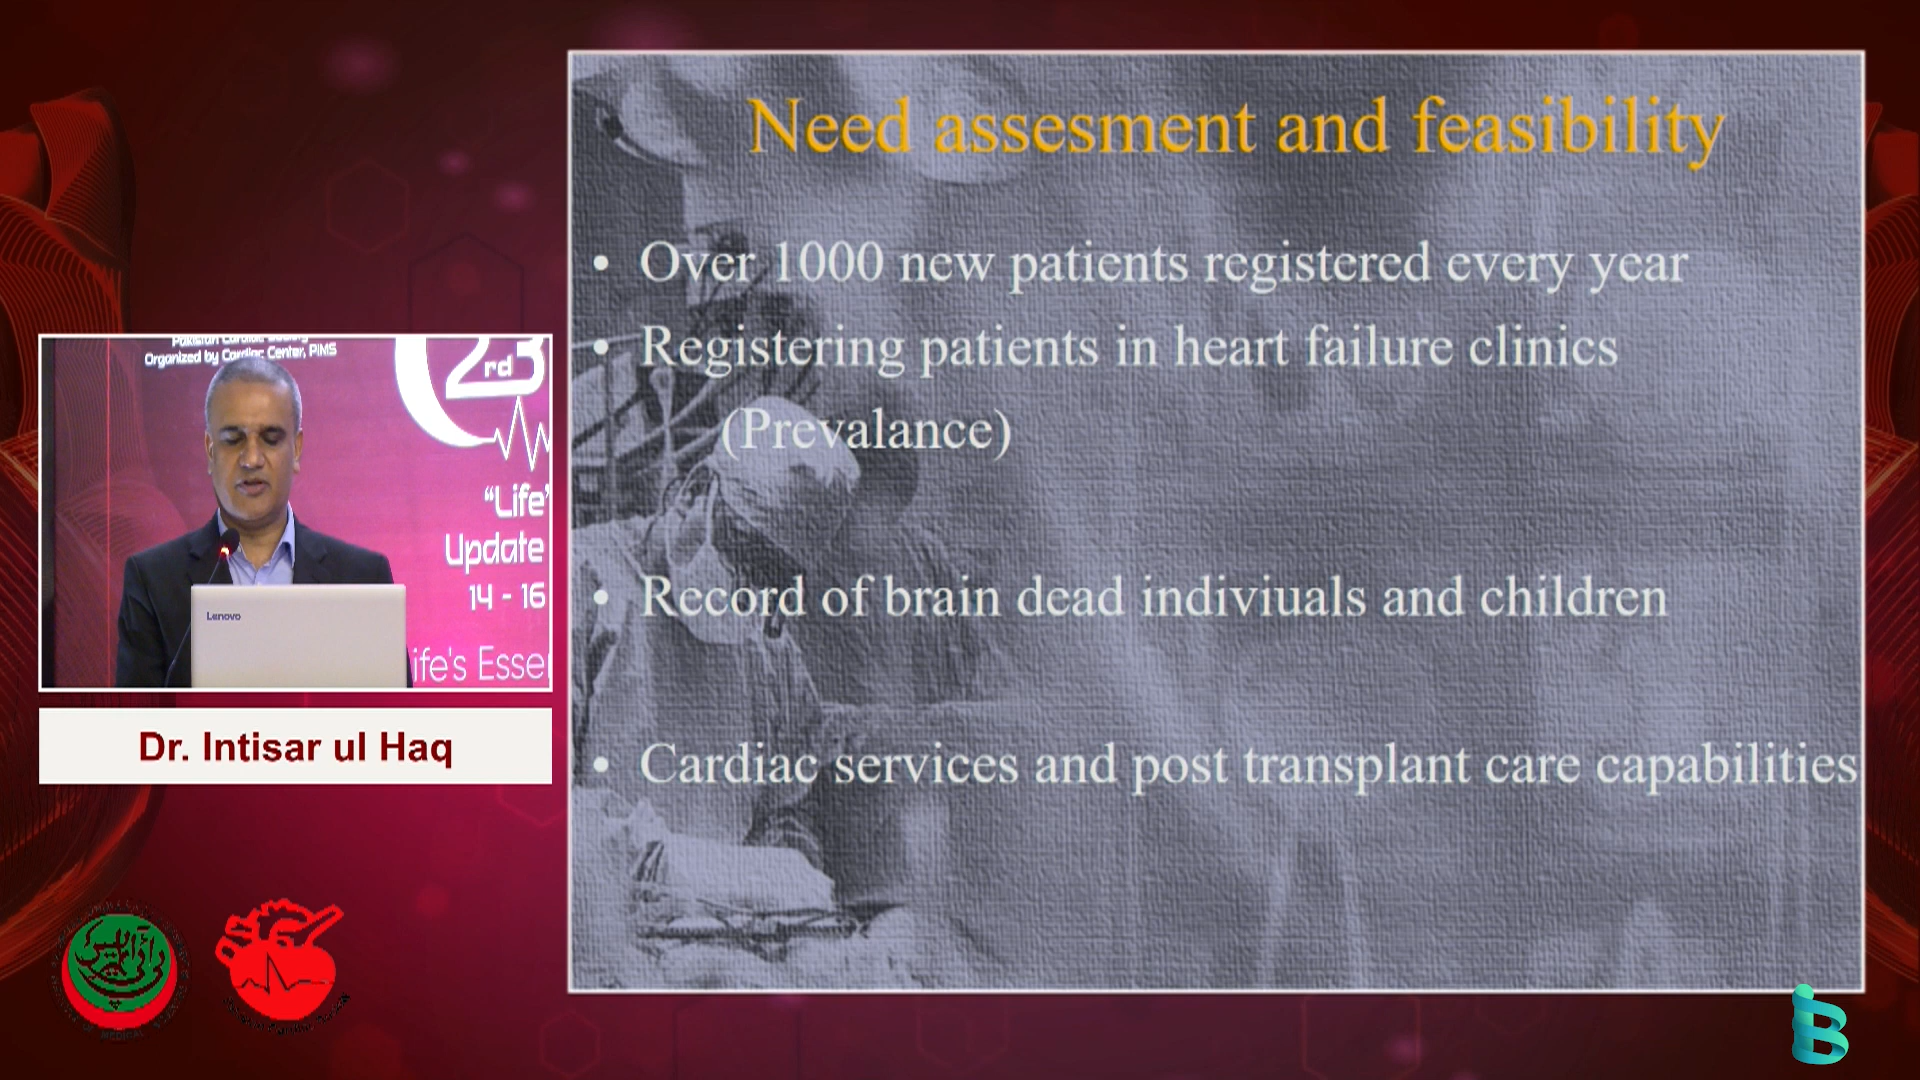 Need assesment and feasibility
• Over 1000 new patients registered every year
• Registering patients in heart failure clinics
(Prevalance)
• Record of brain dead indiviuals and children
• Cardiac services and post transplant care capabilities
Organized by Cardiac Center, PIMS
23
rd
“Life’
Update
14 - 16
ife's Esse
Lenovo
Dr. Intisar ul Haq